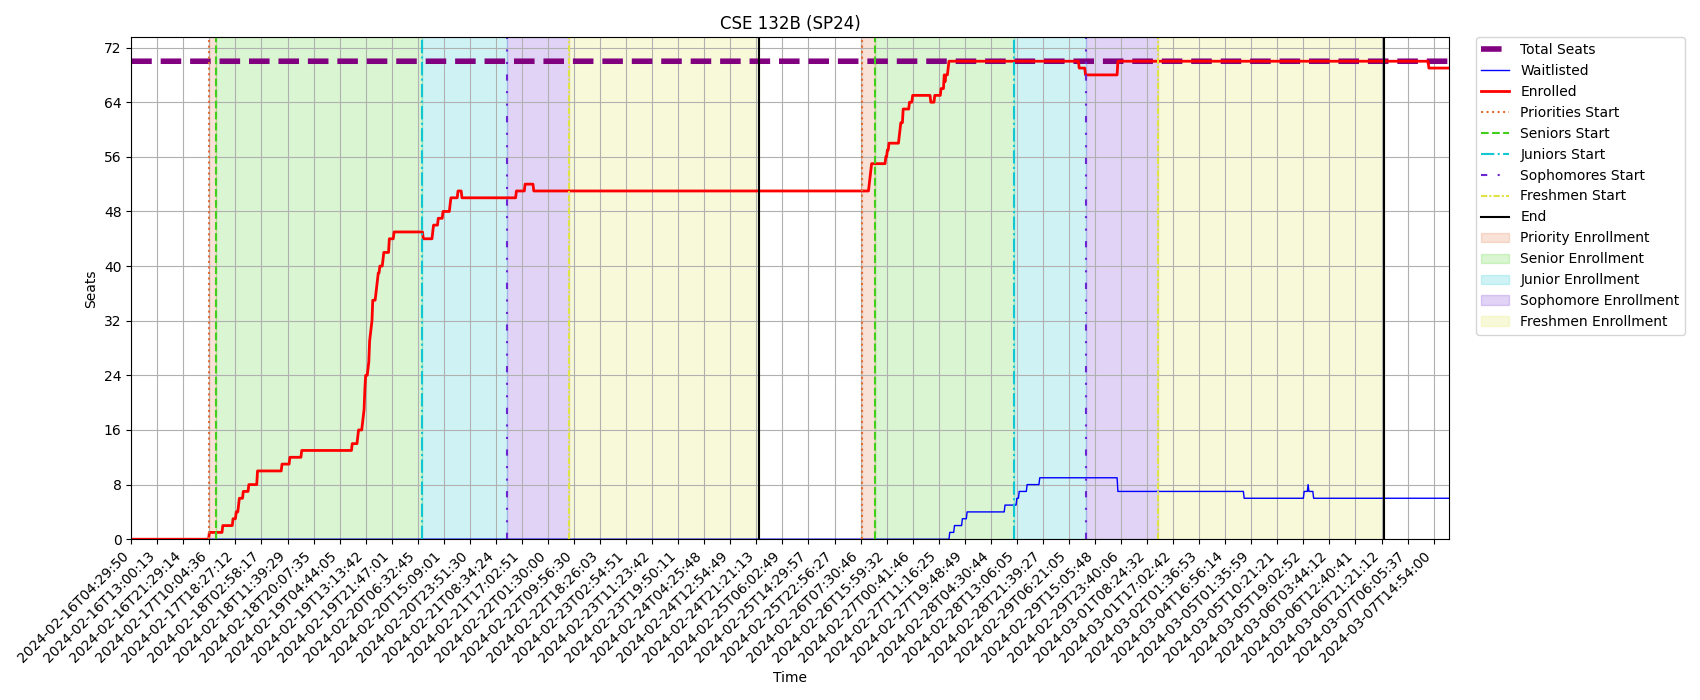 CSE 132B (SP24)
72
64
56
48
40
32
24
16
8
0
Seats
2024-02-16T04:29:50
2024-02-16T13:00:13
2024-02-16T21:29:14
2024-02-17T10:04:36
2024-02-17T18:27:12
2024-02-18T02:58:17
2024-02-18T11:39:29
2024-02-18T20:07:35
2024-02-19T04:44:05
2024-02-19T13:13:42
2024-02-19T21:47:01
2024-02-20T06:32:45
2024-02-20T15:09:01
2024-02-20T23:51:30
2024-02-21T08:34:24
2024-02-21T17:02:51
2024-02-22T01:30:00
2024-02-22T09:56:30
2024-02-22T18:26:03
2024-02-23T02:54:51
2024-02-23T11:23:42
2024-02-23T19:50:11
2024-02-24T04:25:48
2024-02-24T12:54:49
2024-02-24T21:21:13
2024-02-25T06:02:49
2024-02-25T14:29:57
2024-02-25T22:56:27
2024-02-26T07:30:46
2024-02-26T15:59:32
2024-02-27T00:41:46
2024-02-27T11:16:25
2024-02-27T19:48:49
2024-02-28T04:30:44
2024-02-28T13:06:05
2024-02-28T21:39:27
2024-02-29T06:21:05
2024-02-29T15:05:48
2024-02-29T23:40:06
2024-03-01T08:24:32
2024-03-01T17:02:42
2024-03-02T01:36:53
2024-03-04T16:56:14
2024-03-05T01:35:59
2024-03-05T10:21:21
2024-03-05T19:02:52
2024-03-06T03:44:12
2024-03-06T12:40:41
2024-03-06T21:21:12
2024-03-07T06:05:37
2024-03-07T14:54:00
Time
Total Seats
Waitlisted
Enrolled
Priorities Start
Seniors Start
Juniors Start
Sophomores Start
Freshmen Start
End
Priority Enrollment
Senior Enrollment
Junior Enrollment
Sophomore Enrollment
Freshmen Enrollment